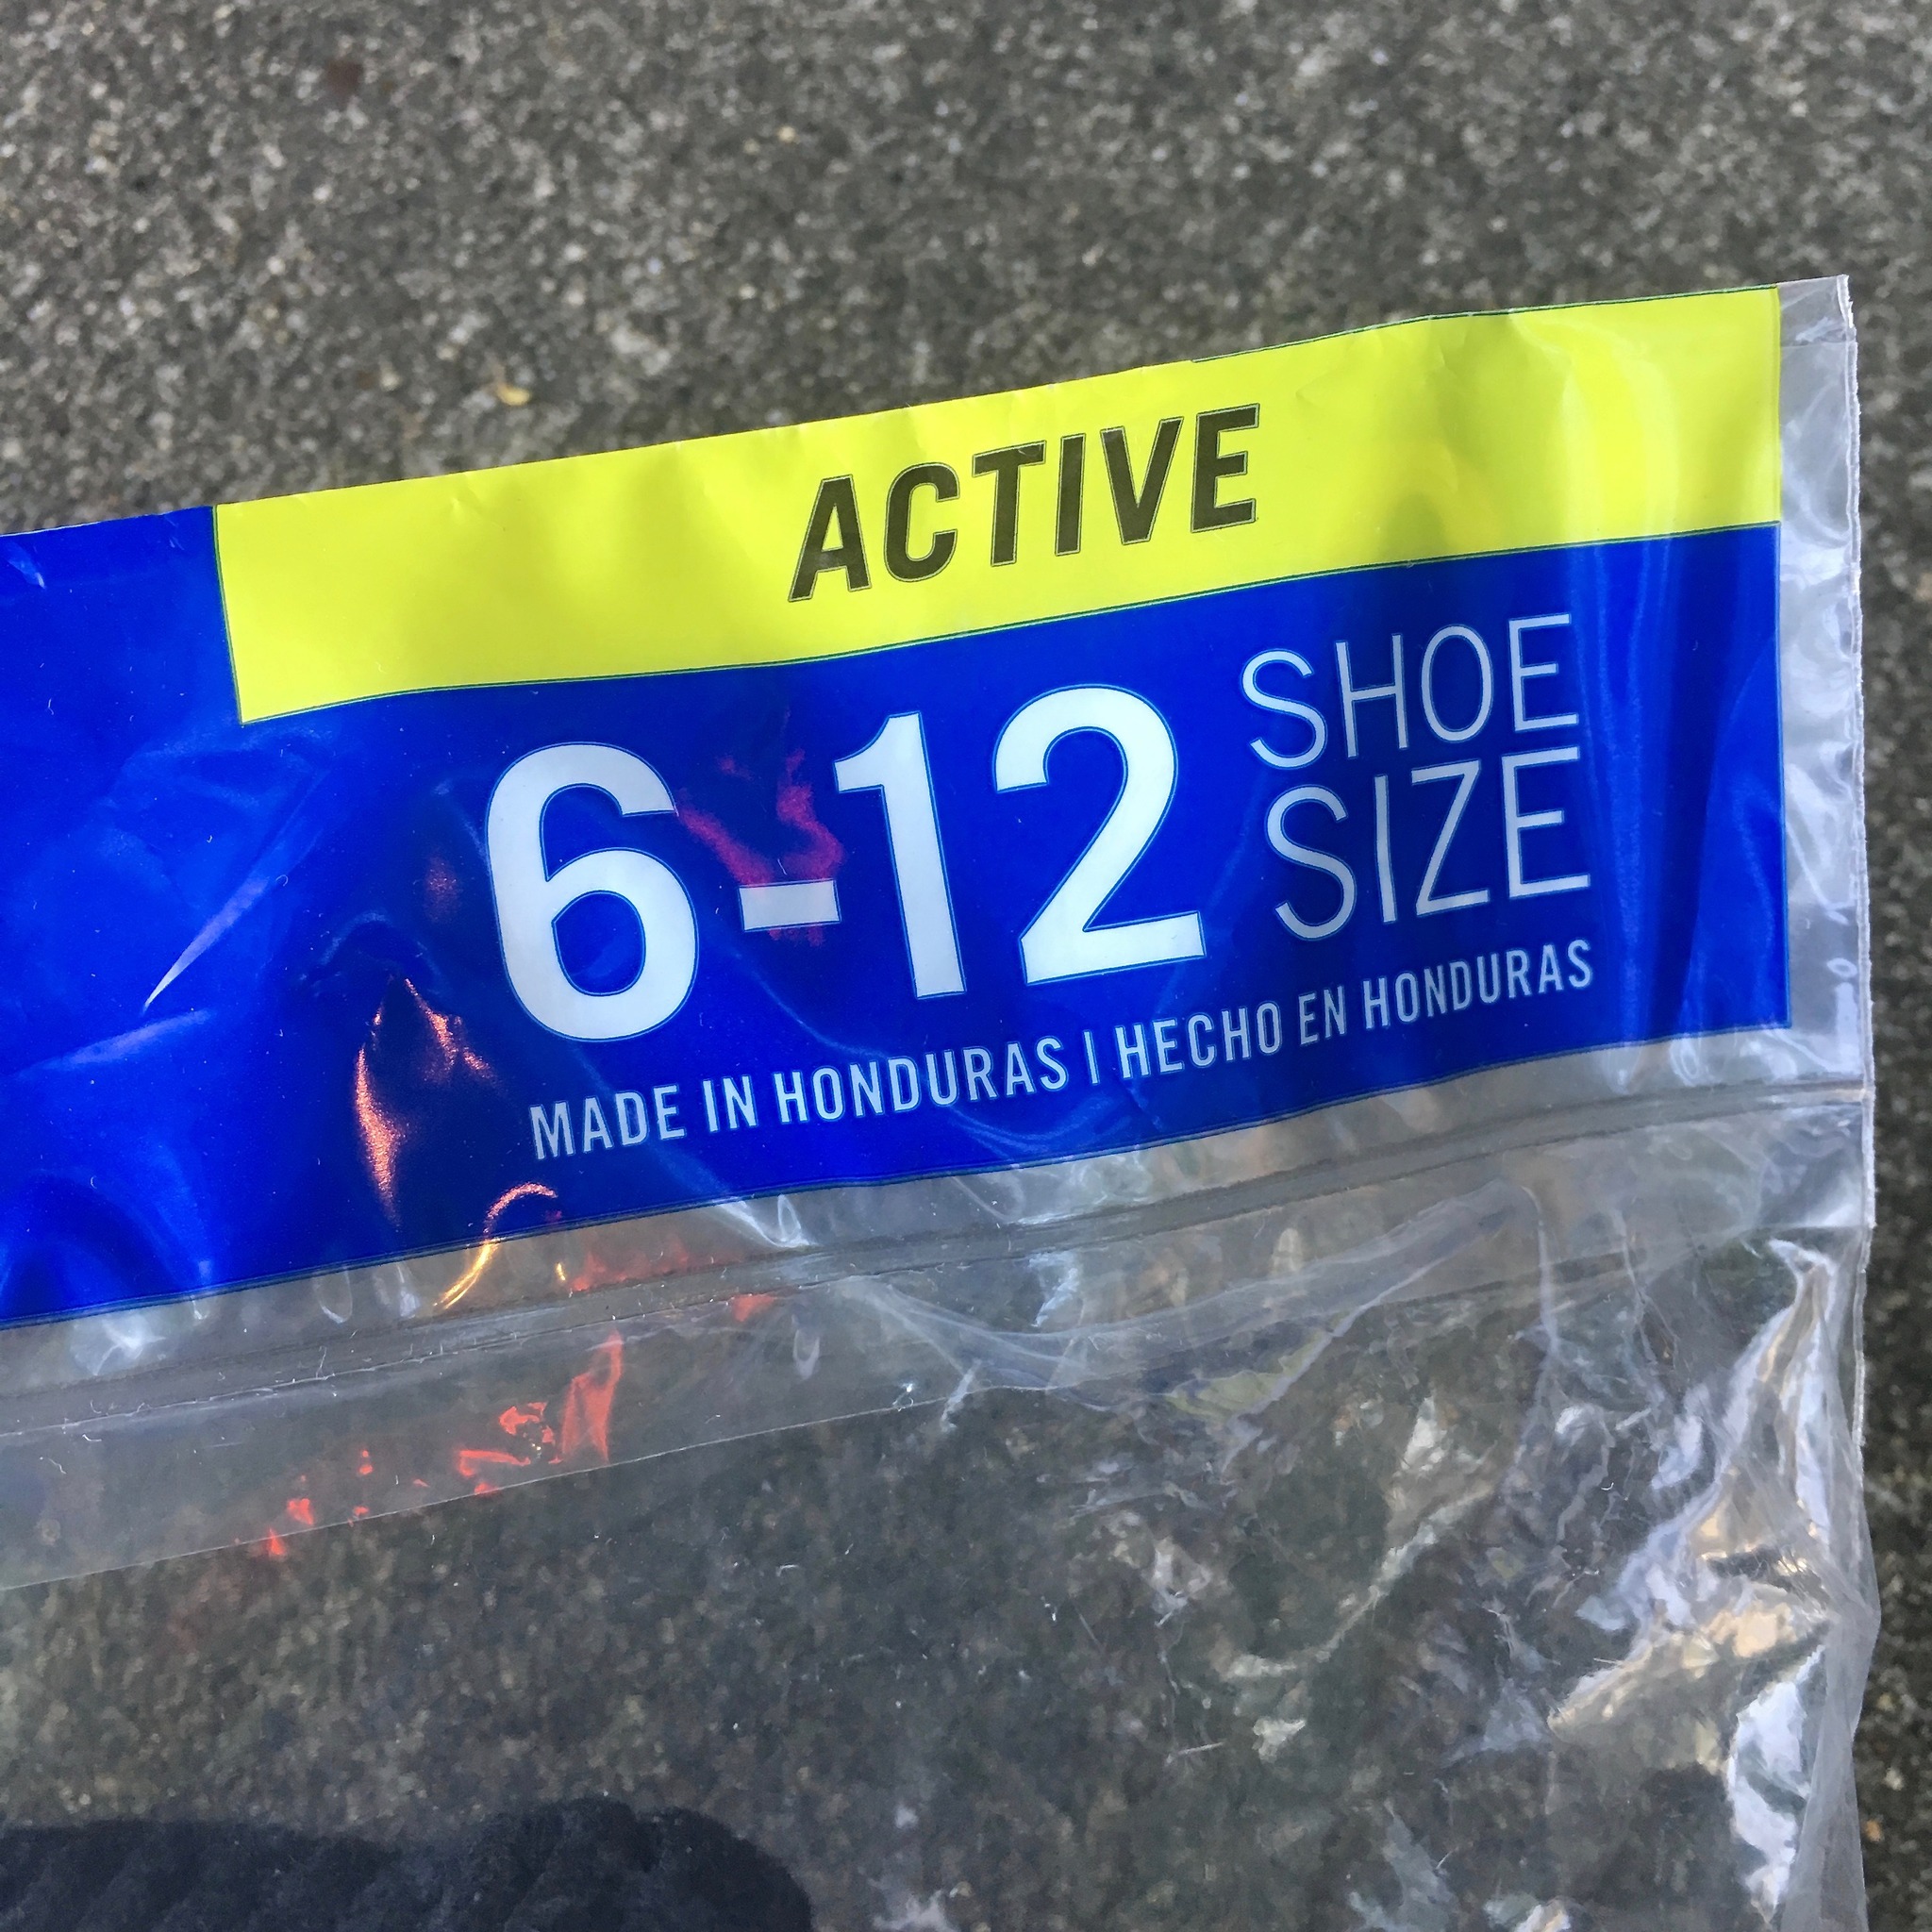 ACTIVE
6-12 SHOE SIZE
MADE IN HONDURAS | HECHO EN HONDURAS